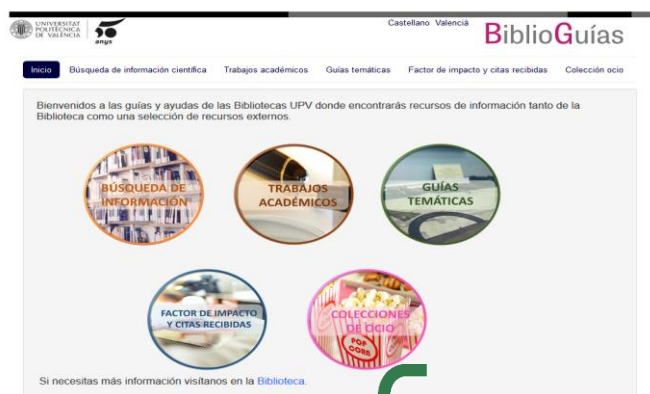 UNIVERSITAT
POLITÈCNICA
DE VALÈNCIA
50
anys
Castellano Valencià
BiblioGuías
Inicio Búsqueda de información científica Trabajos académicos Guías temáticas Factor de impacto y citas recibidas Colección ocio
Bienvenidos a las guías y ayudas de las Bibliotecas UPV donde encontrarás recursos de información tanto de la
Biblioteca como una selección de recursos externos.
BÚSQUEDA DE
INFORMACIÓN
TRABAJOS
ACADÉMICOS
GUÍAS
TEMÁTICAS
FACTOR DE IMPACTO
Y CITAS RECIBIDAS
COLECCIONES
DE OCIO
POP
CORN
Si necesitas más información visítanos en la Biblioteca.